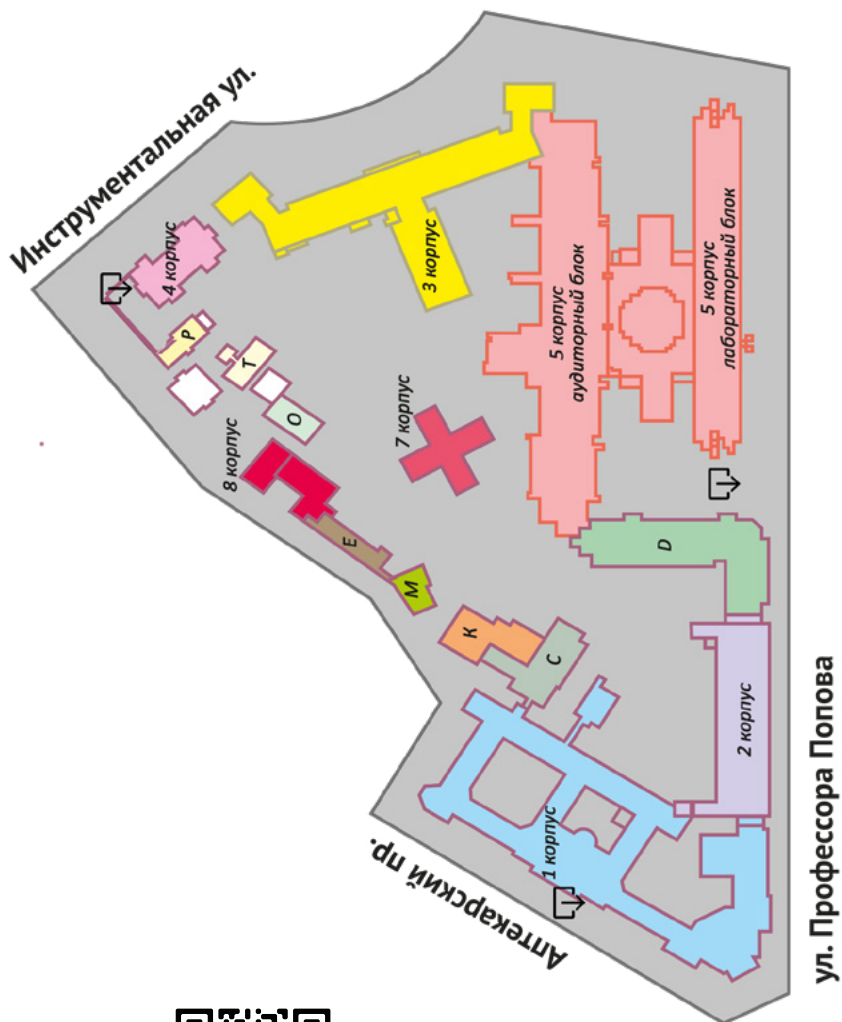 Инструментальная ул.
4 корпус
3 корпус
Р
Т
О
8 корпус
7 корпус
5 корпус
аудиторный блок
5 корпус
лабораторный блок
Е
М
К
С
D
2 корпус
1 корпус
Аптекарский пр.
ул. Профессора Попова